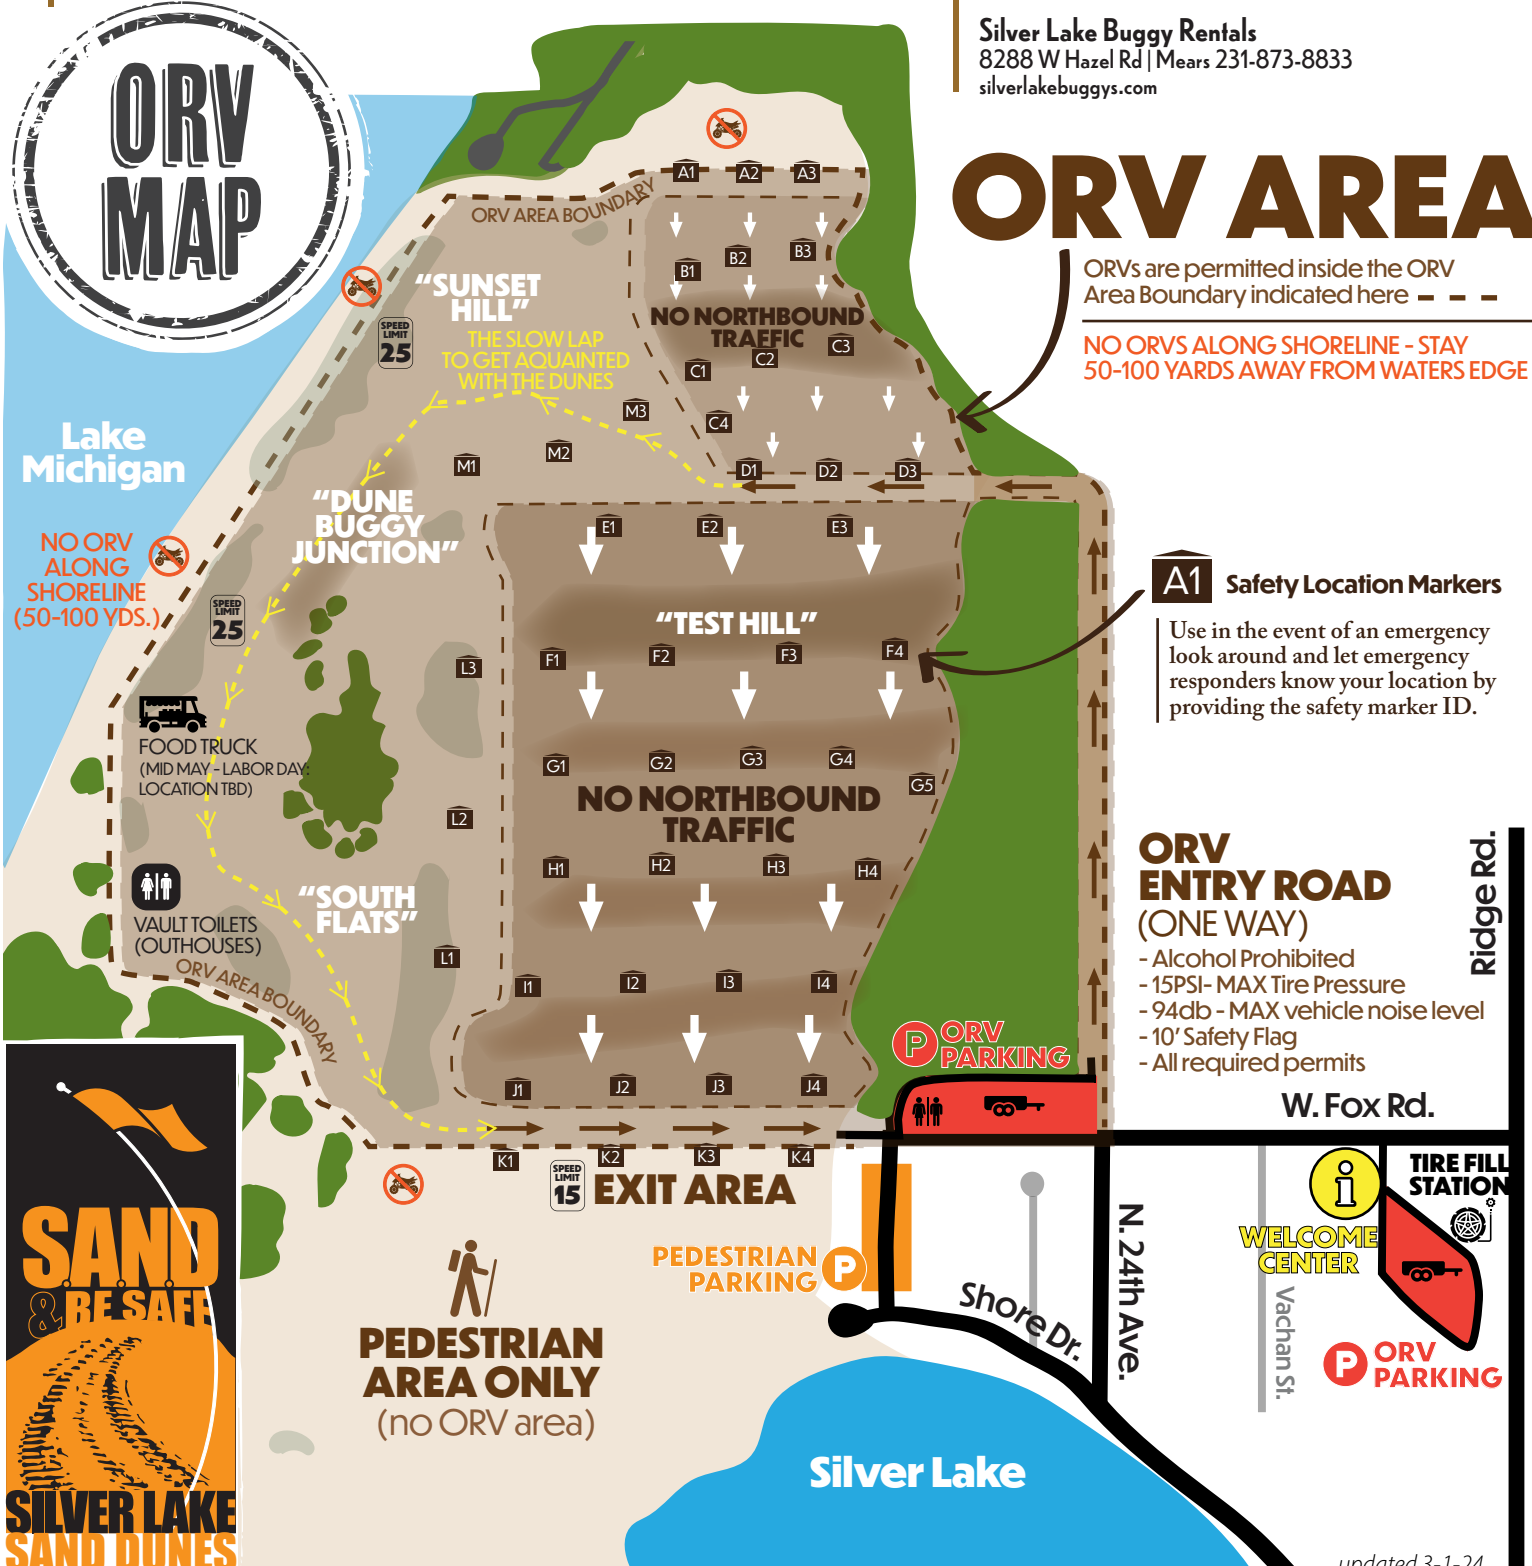 ORV
MAP
Silver Lake Buggy Rentals
8288 W Hazel Rd | Mears 231-873-8833
silverlakebuggys.com
ORV AREA
ORVs are permitted inside the ORV
Area Boundary indicated here
NO ORVS ALONG SHORELINE - STAY
50-100 YARDS AWAY FROM WATERS EDGE
A1
A2
A3
ORV AREA BOUNDARY
B1
B2
B3
"SUNSET
HILL"
SPEED
LIMIT
25
THE SLOW LAP
TO GET AQUAINTED
WITH THE DUNES
NO NORTHBOUND
TRAFFIC
C1
C2
C3
C4
M3
M2
M1
D1
D2
D3
Lake
Michigan
"DUNE
BUGGY
JUNCTION"
NO ORV
ALONG
SHORELINE
(50-100 YDS.)
SPEED
LIMIT
25
E1
E2
E3
"TEST HILL"
A1
Safety Location Markers
Use in the event of an emergency
look around and let emergency
responders know your location by
providing the safety marker ID.
F1
F2
F3
F4
L3
FOOD TRUCK
(MID MAY - LABOR DAY:
LOCATION TBD)
G1
G2
G3
G4
G5
NO NORTHBOUND
TRAFFIC
L2
H1
H2
H3
H4
VAULT TOILETS
(OUTHOUSES)
"SOUTH
FLATS"
ORV AREA BOUNDARY
L1
I1
I2
I3
I4
ORV
ENTRY ROAD
(ONE WAY)
- Alcohol Prohibited
- 15PSI- MAX Tire Pressure
- 94db - MAX vehicle noise level
- 10' Safety Flag
- All required permits
Ridge Rd.
P ORV
PARKING
J1
J2
J3
J4
W. Fox Rd.
K1
K2
K3
K4
SPEED
LIMIT
15
EXIT AREA
PEDESTRIAN
PARKING
P
N. 24th Ave.
Shore Dr.
i
WELCOME
CENTER
TIRE FILL
STATION
Vachan St.
P ORV
PARKING
PEDESTRIAN
AREA ONLY
(no ORV area)
Silver Lake
SAND
& BE SAFE
SILVER LAKE
SAND DUNES
updated 3-1-24